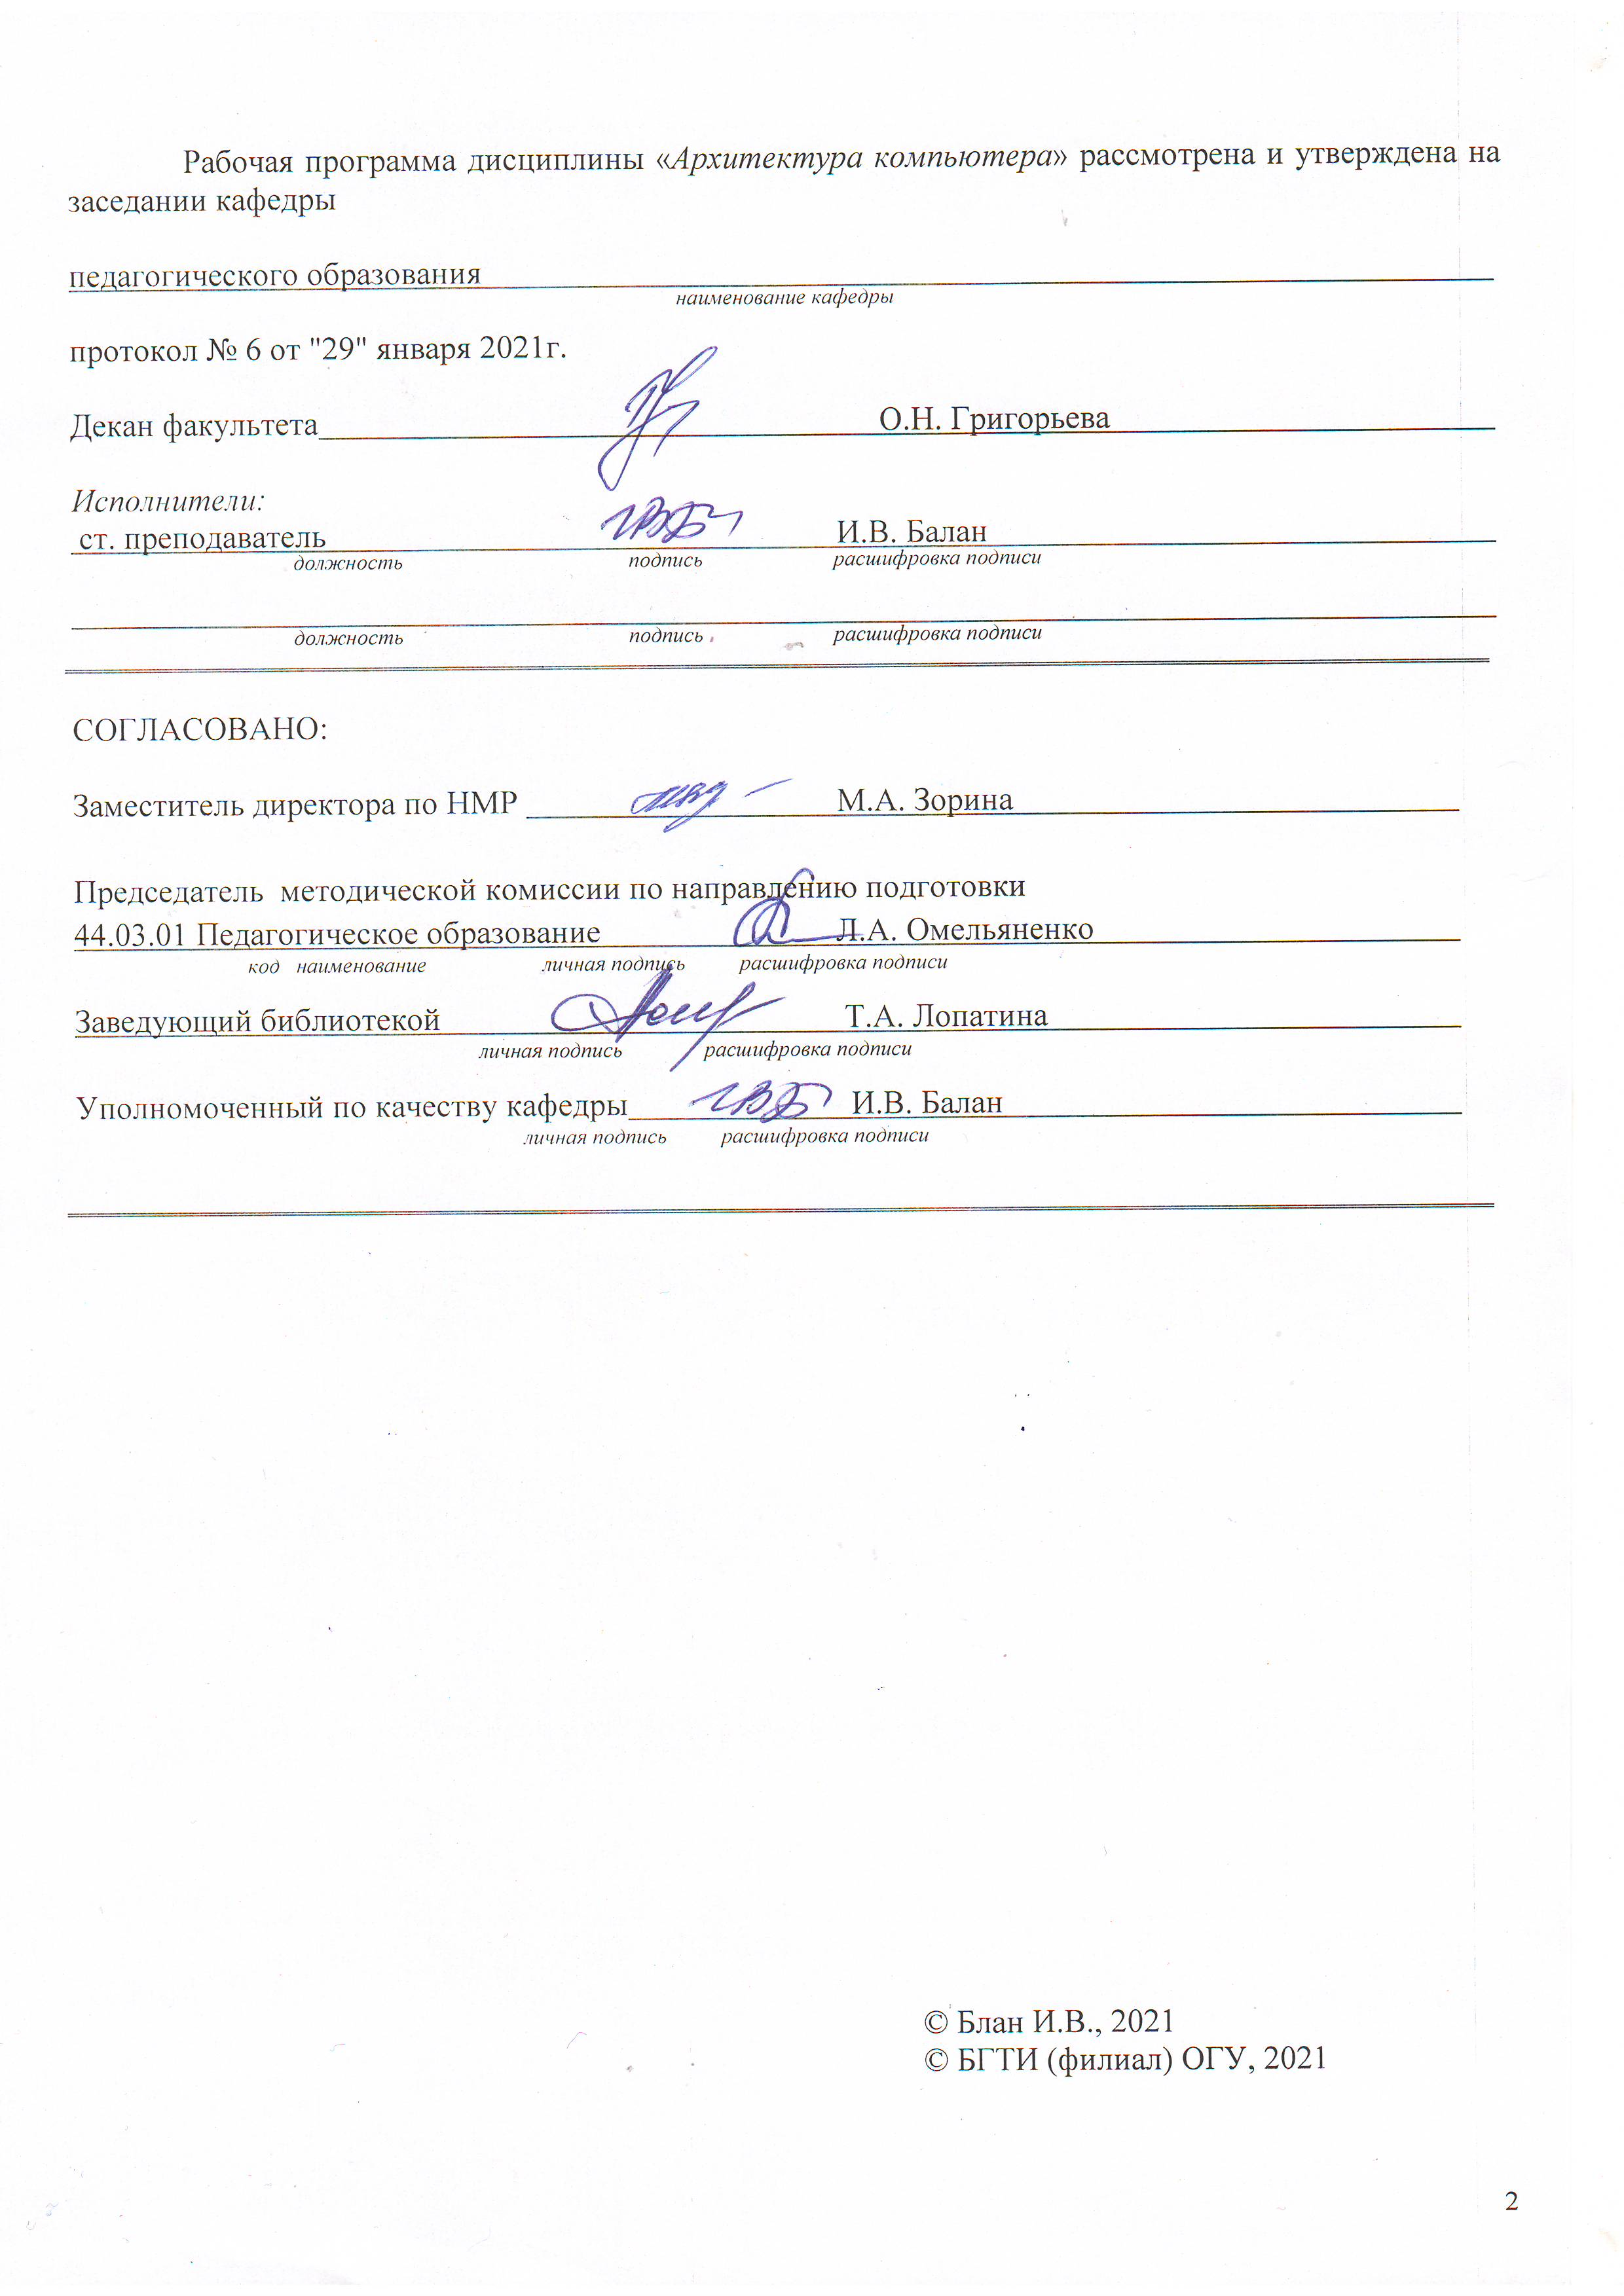 Рабочая программа дисциплины «Архитектура компьютера» рассмотрена и утверждена на
заседании кафедры
педагогического образования
наименование кафедры
протокол № 6 от "29" января 2021г.
Декан факультета О.Н. Григорьева
Исполнители:
ст. преподаватель И.В. Балан
должность подпись расшифровка подписи
должность подпись расшифровка подписи
СОГЛАСОВАНО:
Заместитель директора по НМР М.А. Зорина
Председатель методической комиссии по направлению подготовки
44.03.01 Педагогическое образование Л.А. Омельяненко
код наименование личная подпись расшифровка подписи
Заведующий библиотекой Т.А. Лопатина
личная подпись расшифровка подписи
Уполномоченный по качеству кафедры И.В. Балан
личная подпись расшифровка подписи
© Блан И.В., 2021
© БГТИ (филиал) ОГУ, 2021
2